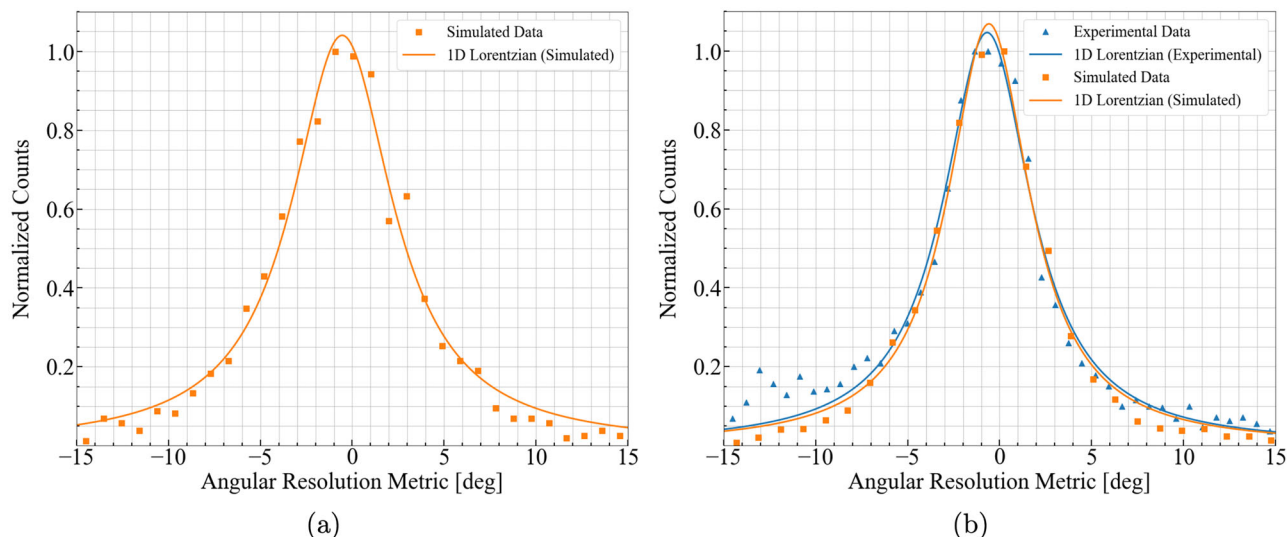 Simulated Data
1D Lorentzian (Simulated)
1.0
0.8
0.6
0.4
0.2
Normalized Counts
−15
−10
−5
0
5
10
15
Angular Resolution Metric [deg]
(a)
Experimental Data
1D Lorentzian (Experimental)
Simulated Data
1D Lorentzian (Simulated)
1.0
0.8
0.6
0.4
0.2
Normalized Counts
−15
−10
−5
0
5
10
15
Angular Resolution Metric [deg]
(b)